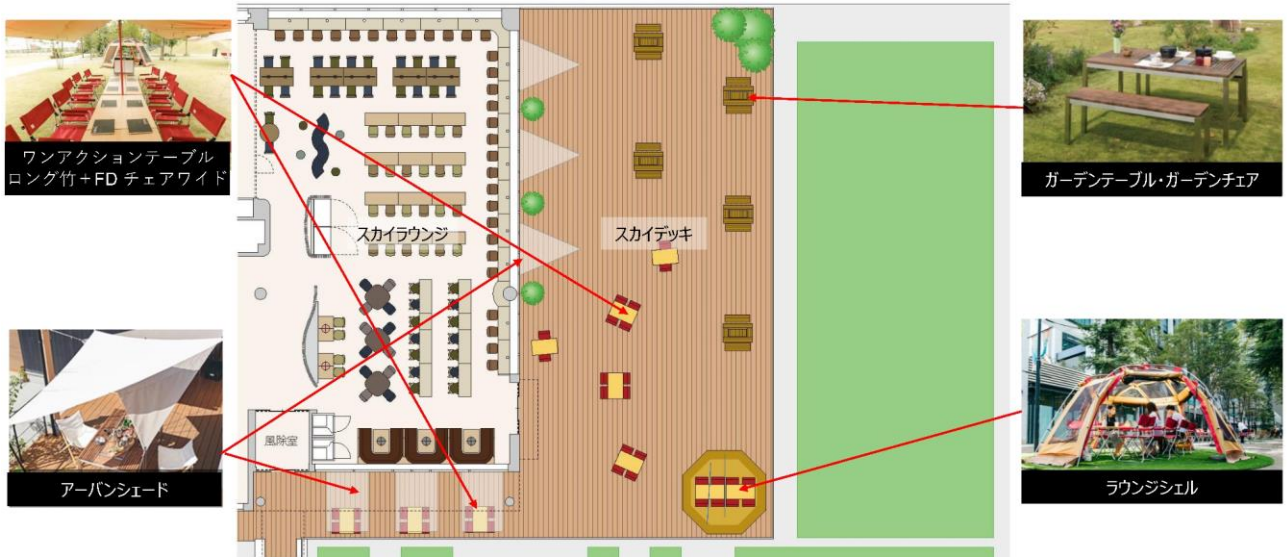 ワンアクションテーブル
ロング竹+FD チェアワイド
ガーデンテーブル・ガーデンチェア
スカイラウンジ
スカイデッキ
風除室
アーバンシェード
ラウンジシェル